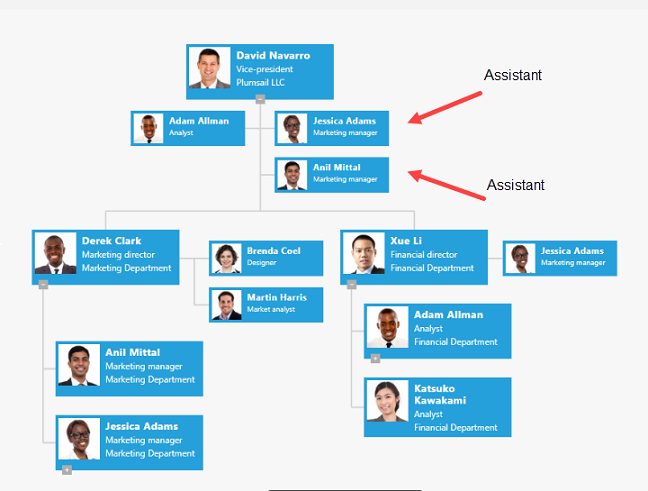 David Navarro
Vice-president
Plumsail LLC
Assistant
Adam Allman
Analyst
Jessica Adams
Marketing manager
Anil Mittal
Marketing manager
Assistant
Derek Clark
Marketing director
Marketing Department
Brenda Coel
Designer
Martin Harris
Market analyst
Xue Li
Financial director
Financial Department
Jessica Adams
Marketing manager
Anil Mittal
Marketing manager
Marketing Department
Jessica Adams
Marketing manager
Marketing Department
Adam Allman
Analyst
Financial Department
Katsuko
Kawakami
Analyst
Financial Department